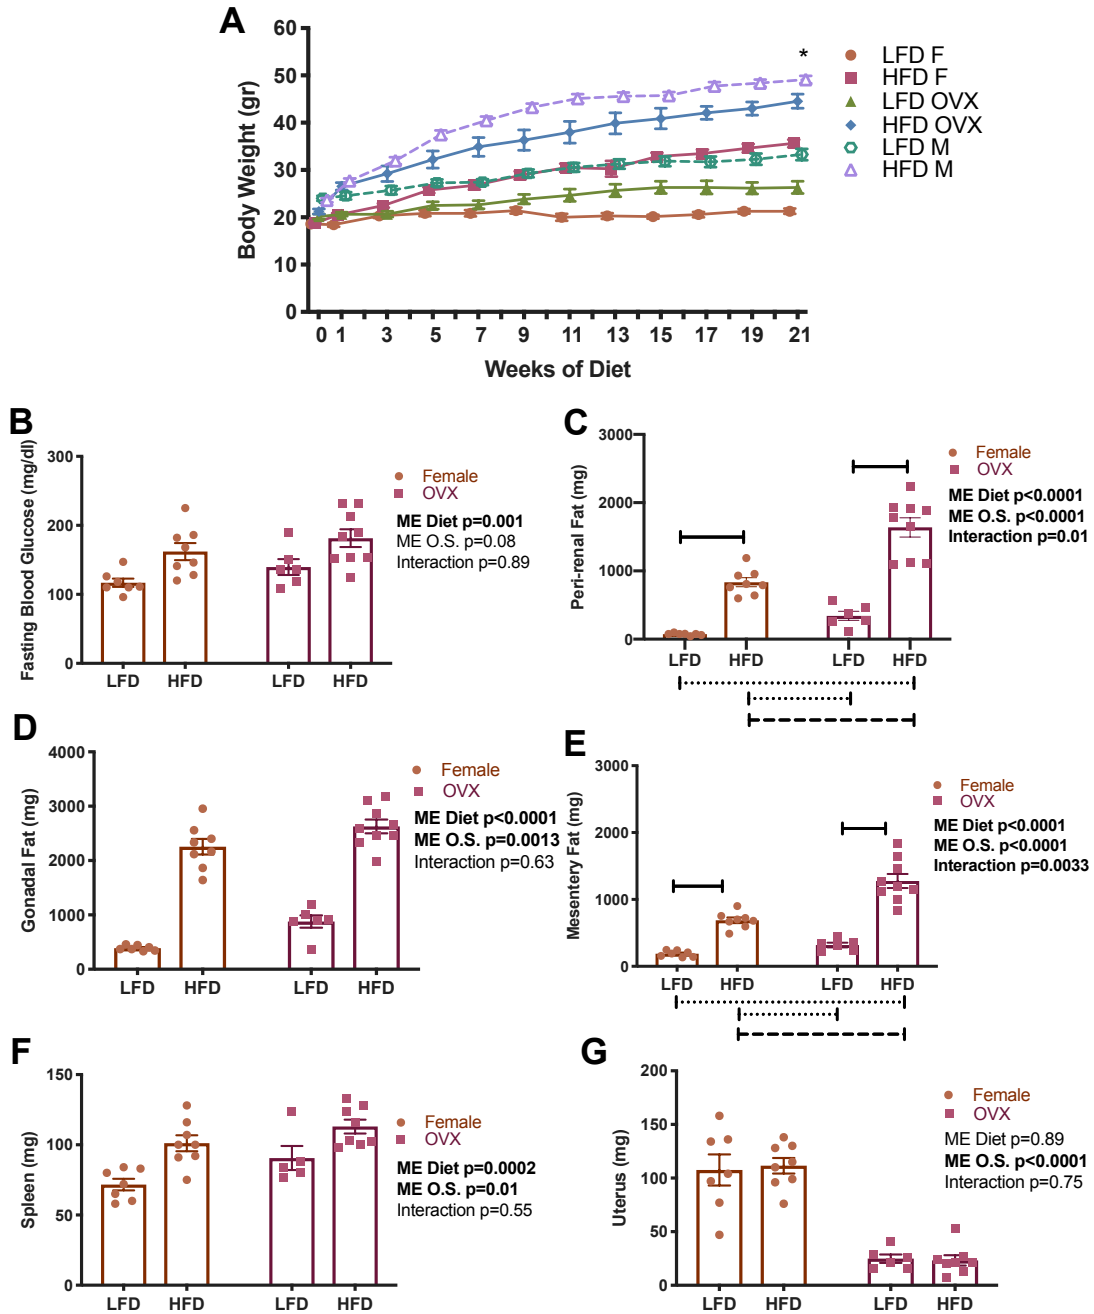 A
60
50
40
30
20
10
0
Body Weight (gr)
0 1 3 5 7 9 11 13 15 17 19 21
Weeks of Diet
*
LFD F
HFD F
LFD OVX
HFD OVX
LFD M
HFD M
B
Fasting Blood Glucose (mg/dl)
300
200
100
0
LFD HFD LFD HFD
Female
OVX
ME Diet p=0.001
ME O.S. p=0.08
Interaction p=0.89
C
Peri-renal Fat (mg)
3000
2000
1000
0
LFD HFD LFD HFD
Female
OVX
ME Diet p<0.0001
ME O.S. p<0.0001
Interaction p=0.01
D
Gonadal Fat (mg)
4000
3000
2000
1000
0
LFD HFD LFD HFD
Female
OVX
ME Diet p<0.0001
ME O.S. p=0.0013
Interaction p=0.63
E
Mesentery Fat (mg)
3000
2000
1000
0
LFD HFD LFD HFD
Female
OVX
ME Diet p<0.0001
ME O.S. p<0.0001
Interaction p=0.0033
F
Spleen (mg)
150
100
50
0
LFD HFD LFD HFD
Female
OVX
ME Diet p=0.0002
ME O.S. p=0.01
Interaction p=0.55
G
Uterus (mg)
200
150
100
50
0
LFD HFD LFD HFD
Female
OVX
ME Diet p=0.89
ME O.S. p<0.0001
Interaction p=0.75